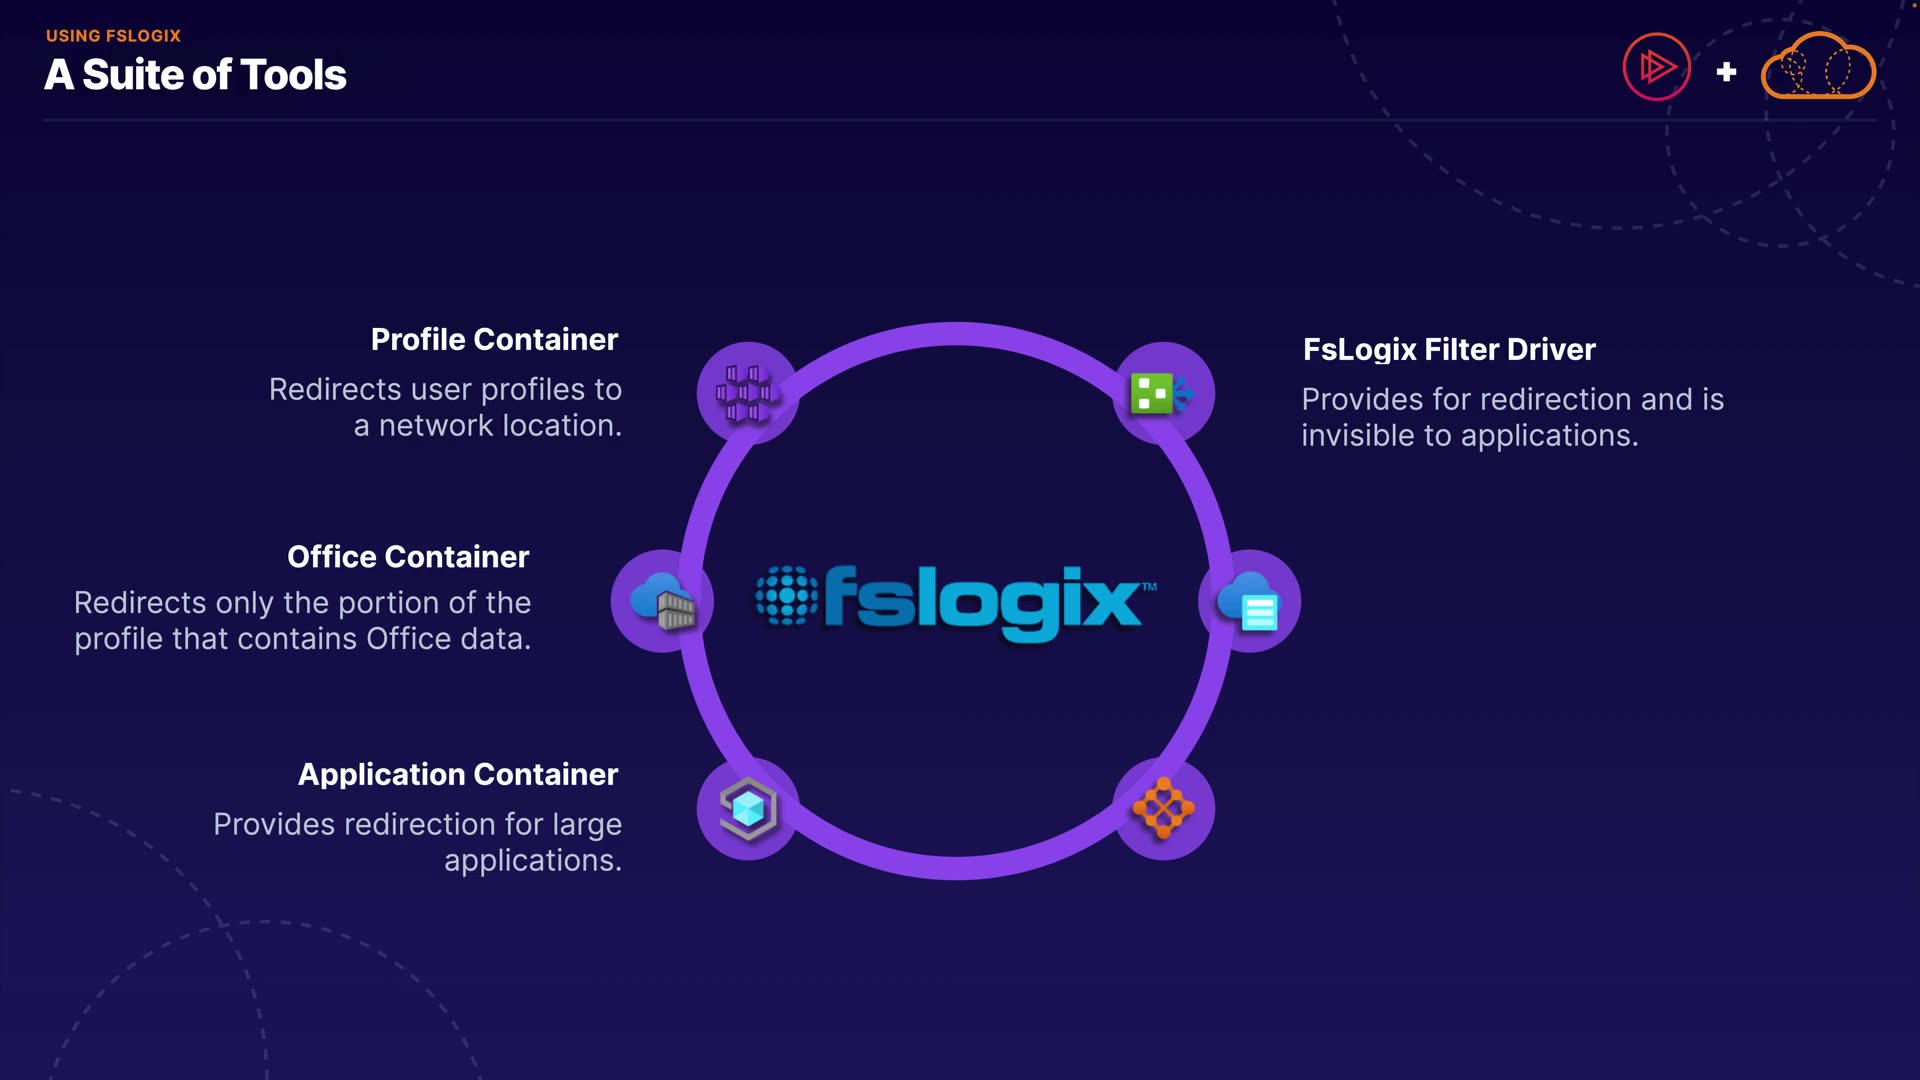 USING FSLOGIX
A Suite of Tools
Profile Container
Redirects user profiles to
a network location.
Office Container
Redirects only the portion of the
profile that contains Office data.
Application Container
Provides redirection for large
applications.
fslogix™
FsLogix Filter Driver
Provides for redirection and is
invisible to applications.